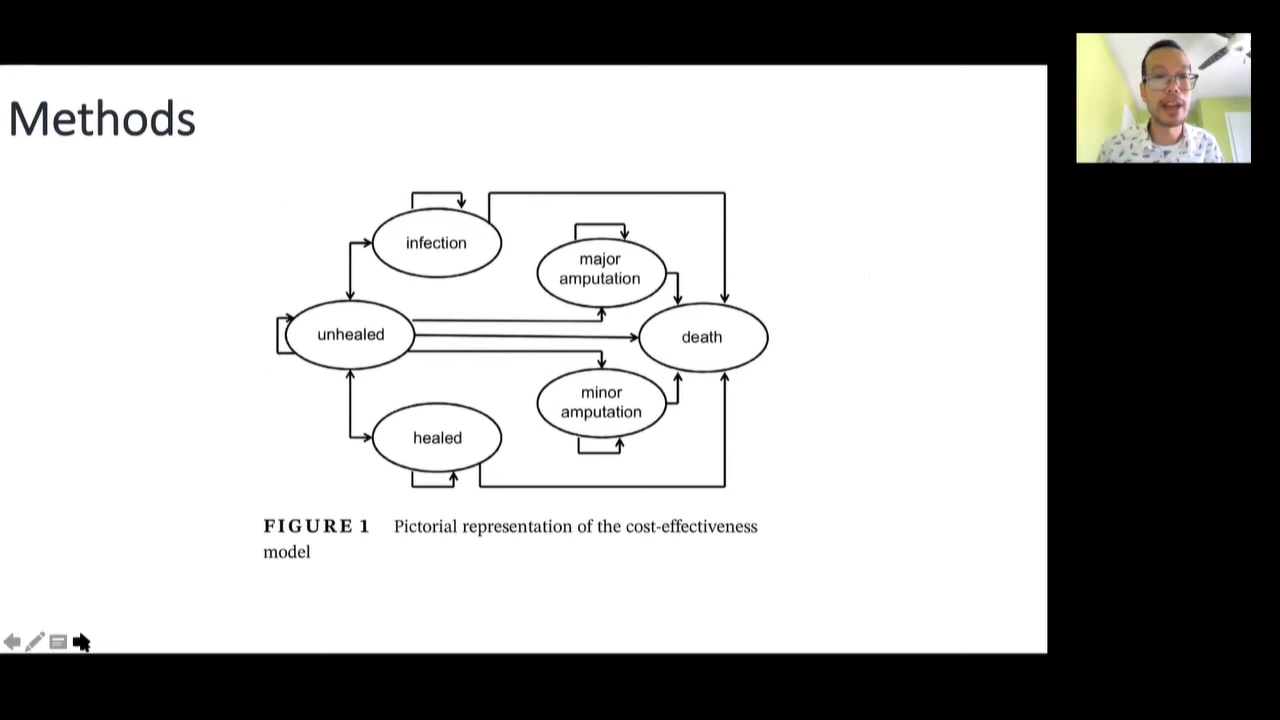 Methods
infection
major
amputation
unhealed
death
minor
amputation
healed
FIGURE 1 Pictorial representation of the cost-effectiveness
model